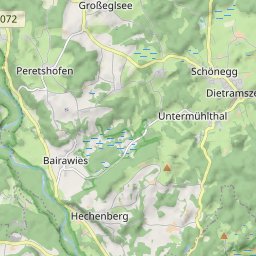 Großeglsee
072
Peretshofen
Schönegg
Dietramsze
Untermühlthal
Bairawies
Hechenberg